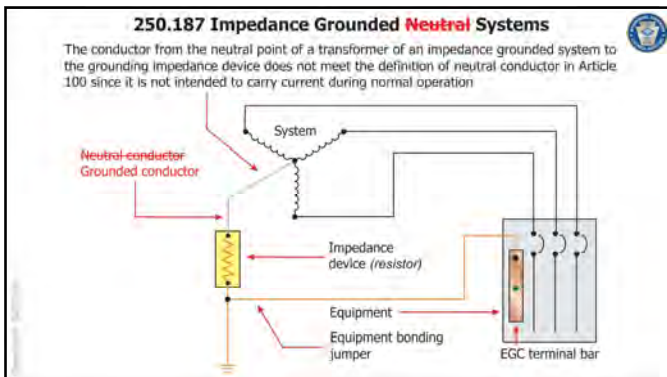 250.187 Impedance Grounded Neutral Systems
The conductor from the neutral point of a transformer of an impedance grounded system to
the grounding impedance device does not meet the definition of neutral conductor in Article
100 since it is not intended to carry current during normal operation
System
Neutral conductor
Grounded conductor
Impedance
device (resistor)
Equipment
Equipment bonding
jumper
EGC terminal bar